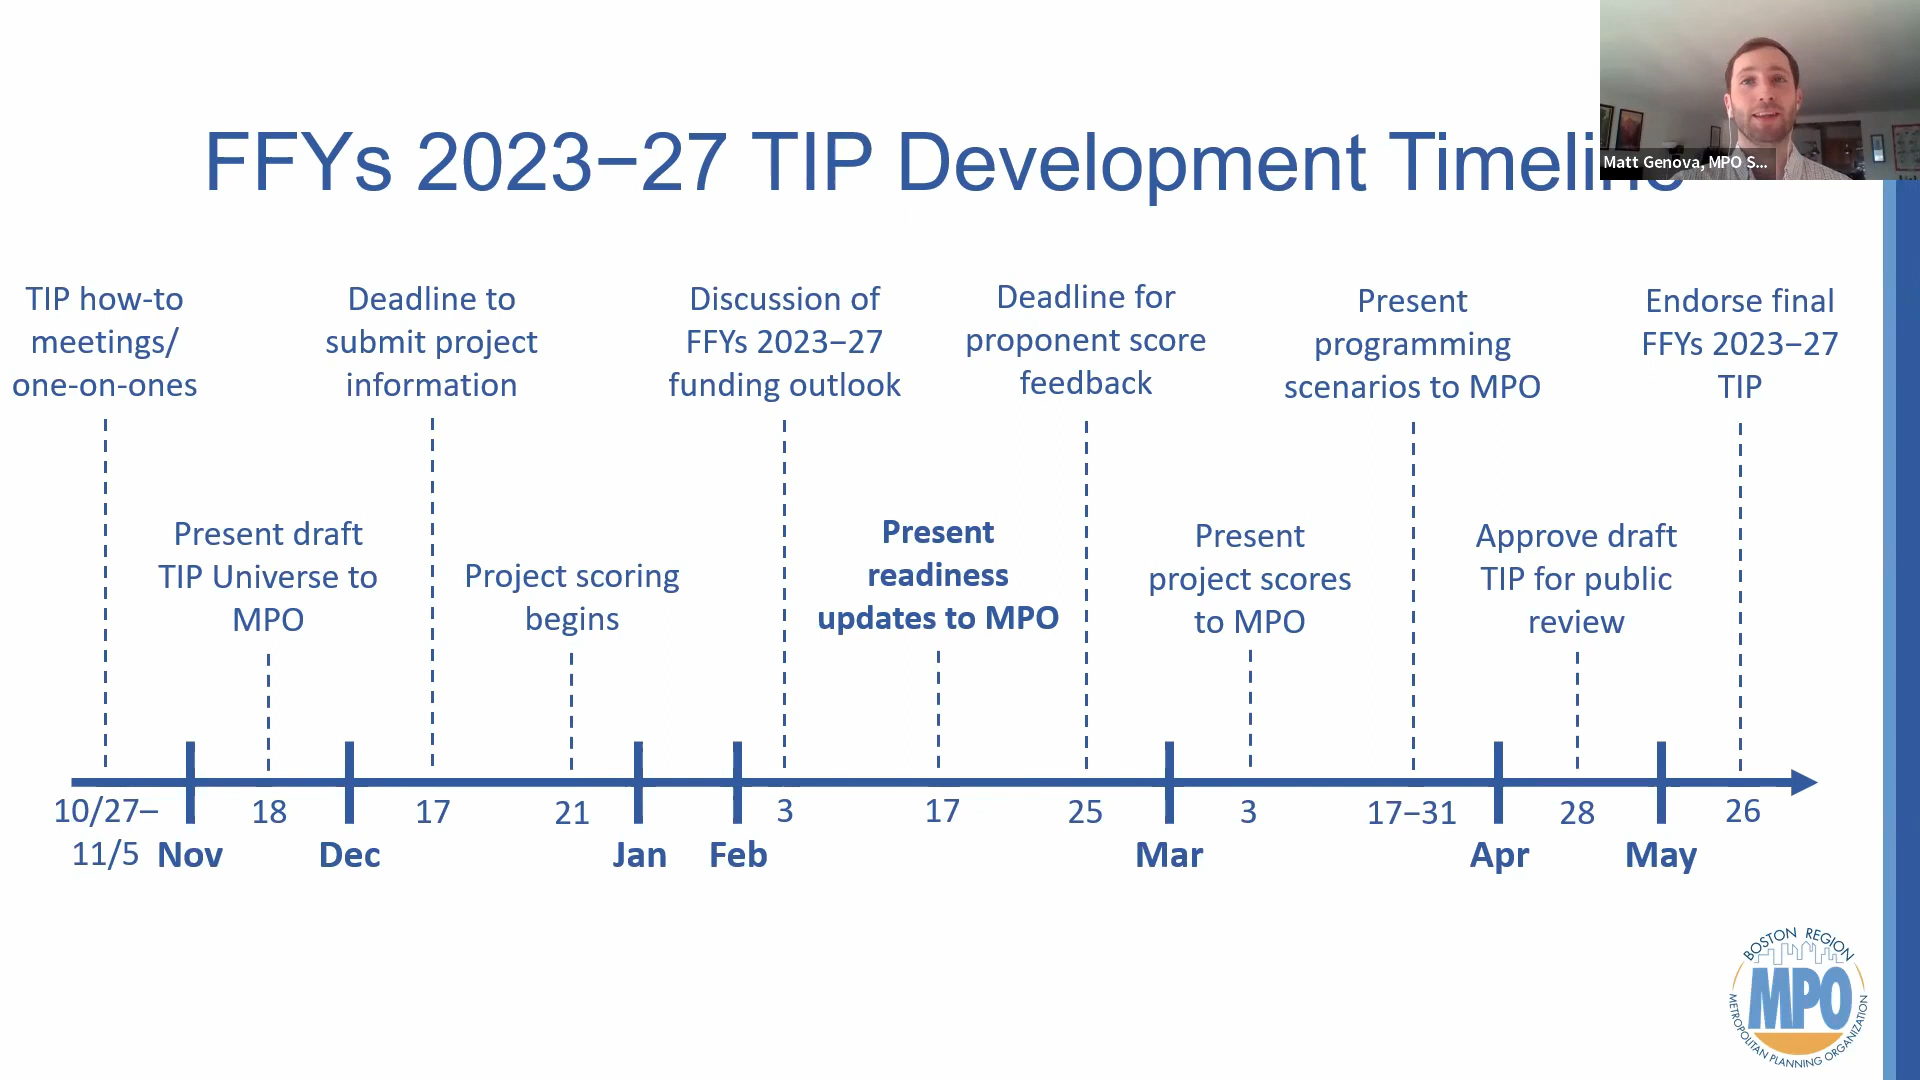 FFYs 2023−27 TIP Development Timeline
Matt Genova, MPO S...
TIP how-to
meetings/
one-on-ones
Deadline to
submit project
information
Discussion of
FFYs 2023−27
funding outlook
Deadline for
proponent score
feedback
Present
programming
scenarios to MPO
Endorse final
FFYs 2023−27
TIP
Present draft
TIP Universe to
MPO
Project scoring
begins
Present
readiness
updates to MPO
Present
project scores
to MPO
Approve draft
TIP for public
review
10/27–
11/5
18
17
21
3
17
25
3
17−31
28
26
Nov
Dec
Jan
Feb
Mar
Apr
May
BOSTON REGION
MPO
METROPOLITAN PLANNING ORGANIZATION